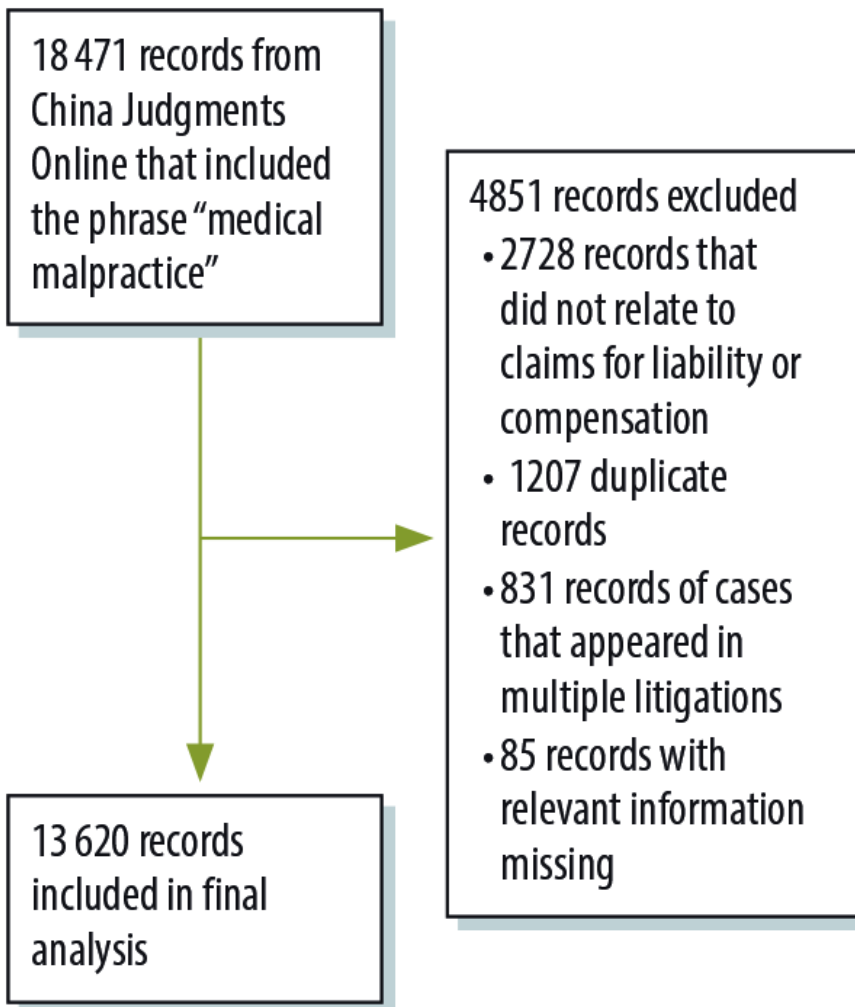 18 471 records from
China Judgments
Online that included
the phrase “medical
malpractice”
4851 records excluded
• 2728 records that
did not relate to
claims for liability or
compensation
• 1207 duplicate
records
• 831 records of cases
that appeared in
multiple litigations
• 85 records with
relevant information
missing
13 620 records
included in final
analysis